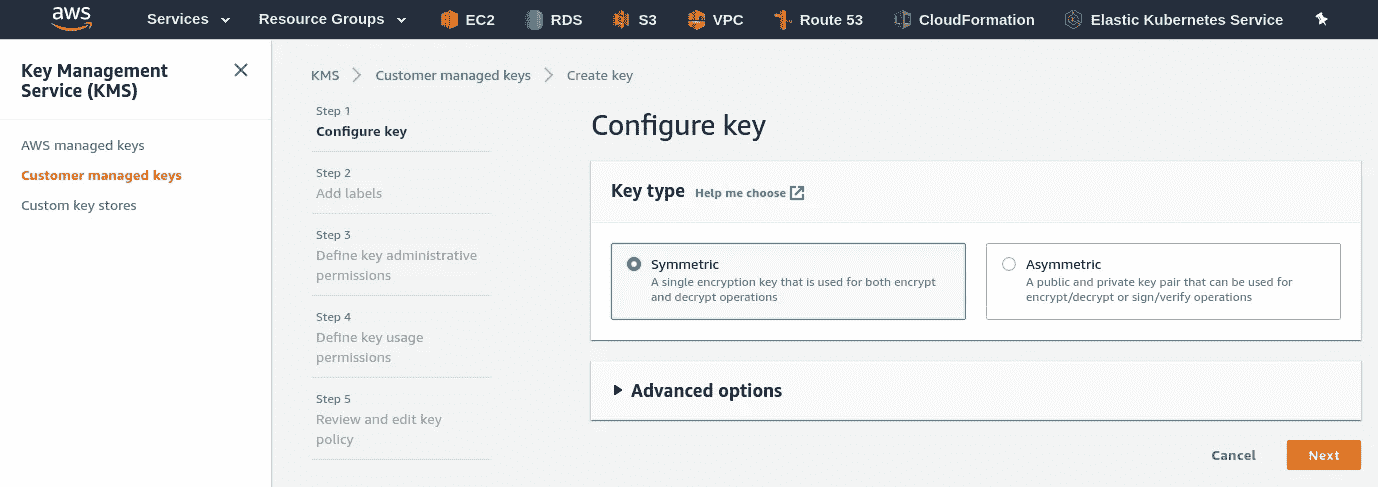 aws Services Resource Groups EC2 RDS S3 VPC Route 53 CloudFormation Elastic Kubernetes Service
Key Management
Service (KMS)
AWS managed keys
Customer managed keys
Custom key stores
KMS Customer managed keys Create key
Step 1
Configure key
Step 2
Add labels
Step 3
Define key administrative
permissions
Step 4
Define key usage
permissions
Step 5
Review and edit key
policy
Configure key
Key type Help me choose
Symmetric
A single encryption key that is used for both encrypt
and decrypt operations
Asymmetric
A public and private key pair that can be used for
encrypt/decrypt or sign/verify operations
Advanced options
Cancel Next